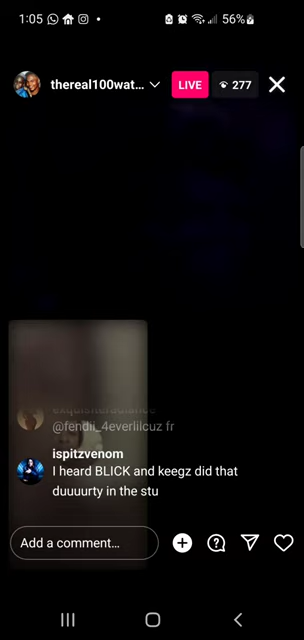 1:05
56%
thereal100wat...
LIVE
277
exquisiteradiance
@fendii_4everlilcuz fr
ispitzvenom
I heard BLICK and keegz did that
duuuurty in the stu
Add a comment...